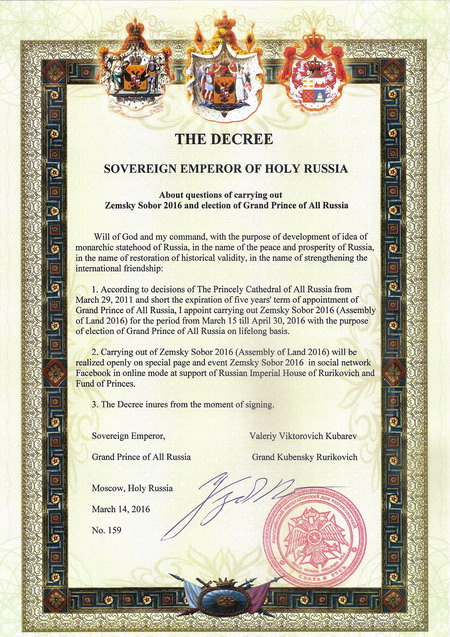 THE DECREE
SOVEREIGN EMPEROR OF HOLY RUSSIA
About questions of carrying out
Zemsky Sobor 2016 and election of Grand Prince of All Russia
Will of God and my command, with the purpose of development of idea of
monarchic statehood of Russia, in the name of the peace and prosperity of Russia,
in the name of restoration of historical validity, in the name of strengthening the
international friendship:
1. According to decisions of The Princely Cathedral of All Russia from
March 29, 2011 and short the expiration of five years' term of appointment of
Grand Prince of All Russia, I appoint carrying out Zemsky Sobor 2016 (Assembly
of Land 2016) for the period from March 15 till April 30, 2016 with the purpose
of election of Grand Prince of All Russia on lifelong basis.
2. Carrying out of Zemsky Sobor 2016 (Assembly of Land 2016) will be
realized openly on special page and event Zemsky Sobor 2016 in social network
Facebook in online mode at support of Russian Imperial House of Rurikovich and
Fund of Princes.
3. The Decree inures from the moment of signing.
Sovereign Emperor, Valeriy Viktorovich Kubarev
Grand Prince of All Russia Grand Kubensky Rurikovich
Moscow, Holy Russia
March 14, 2016
No. 159